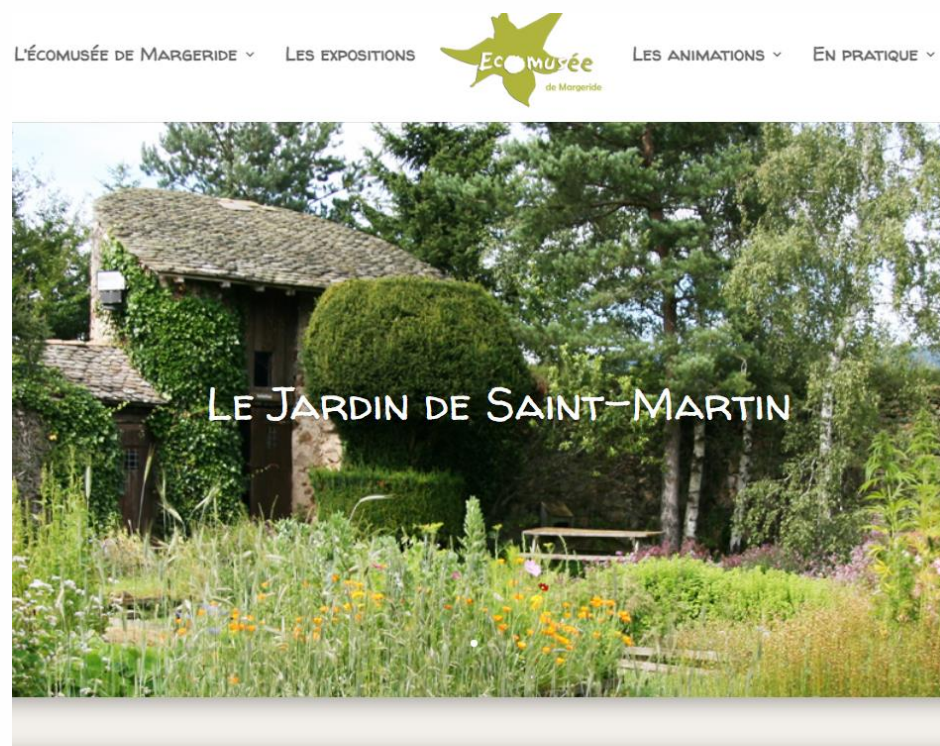 L'écomusée de Margeride
Les expositions
Ecomusée
de Margeride
Les animations
En pratique
Le Jardin de Saint-Martin